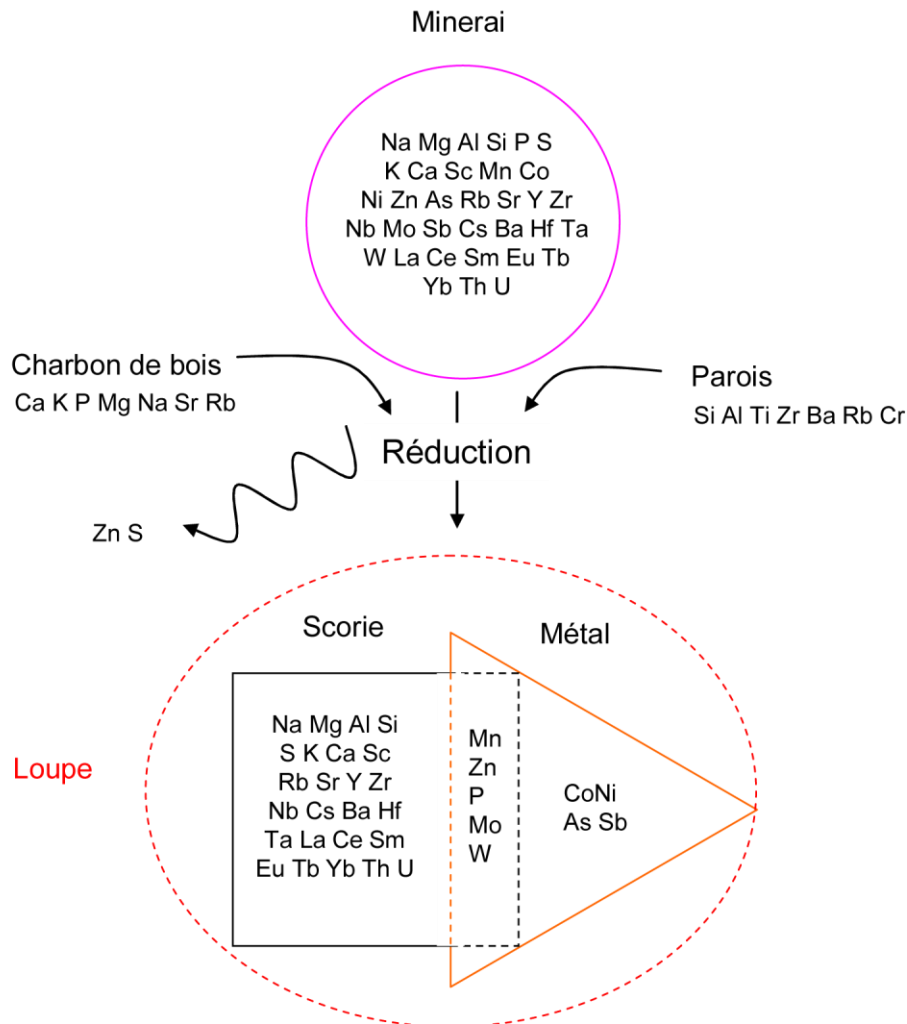 Minerai
Na Mg Al Si P S
K Ca Sc Mn Co
Ni Zn As Rb Sr Y Zr
Nb Mo Sb Cs Ba Hf Ta
W La Ce Sm Eu Tb
Yb Th U
Charbon de bois
Ca K P Mg Na Sr Rb
Parois
Si Al Ti Zr Ba Rb Cr
Réduction
Zn S
Scorie
Métal
Loupe
Na Mg Al Si
S K Ca Sc
Rb Sr Y Zr
Nb Cs Ba Hf
Ta La Ce Sm
Eu Tb Yb Th U
Mn
Zn
P
Mo
W
CoNi
As Sb